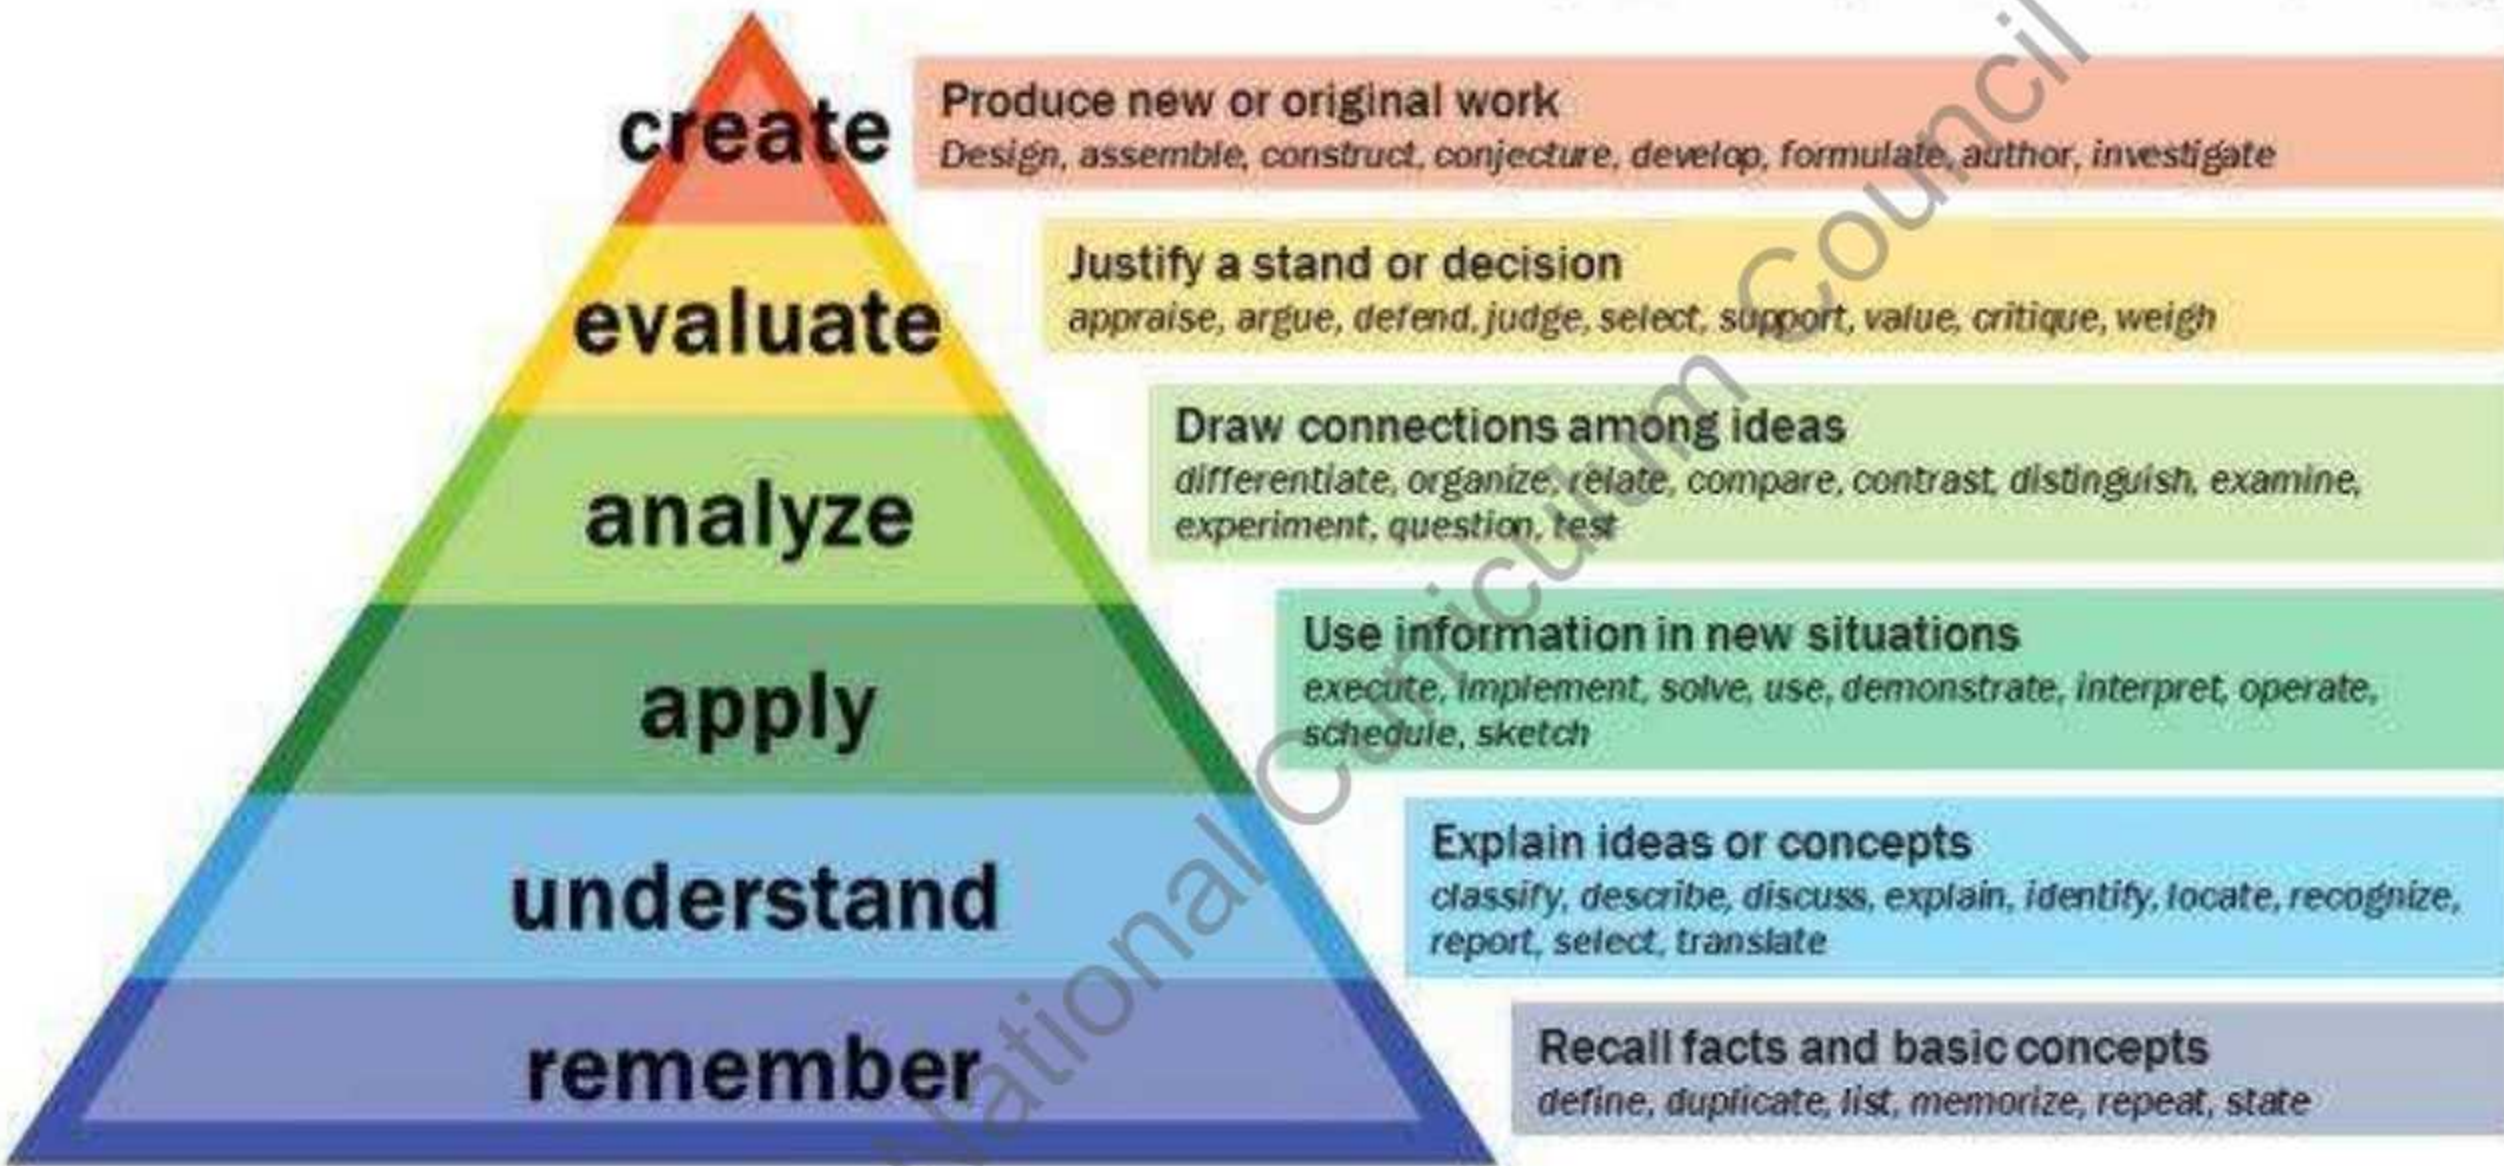 create
Produce new or original work
Design, assemble, construct, conjecture, develop, formulate, author, investigate
evaluate
Justify a stand or decision
appraise, argue, defend, judge, select, support, value, critique, weigh
analyze
Draw connections among ideas
differentiate, organize, relate, compare, contrast, distinguish, examine,
experiment, question, test
apply
Use information in new situations
execute, implement, solve, use, demonstrate, interpret, operate,
schedule, sketch
understand
Explain ideas or concepts
classify, describe, discuss, explain, identify, locate, recognize,
report, select, translate
remember
Recall facts and basic concepts
define, duplicate, list, memorize, repeat, state
National Curriculum Council